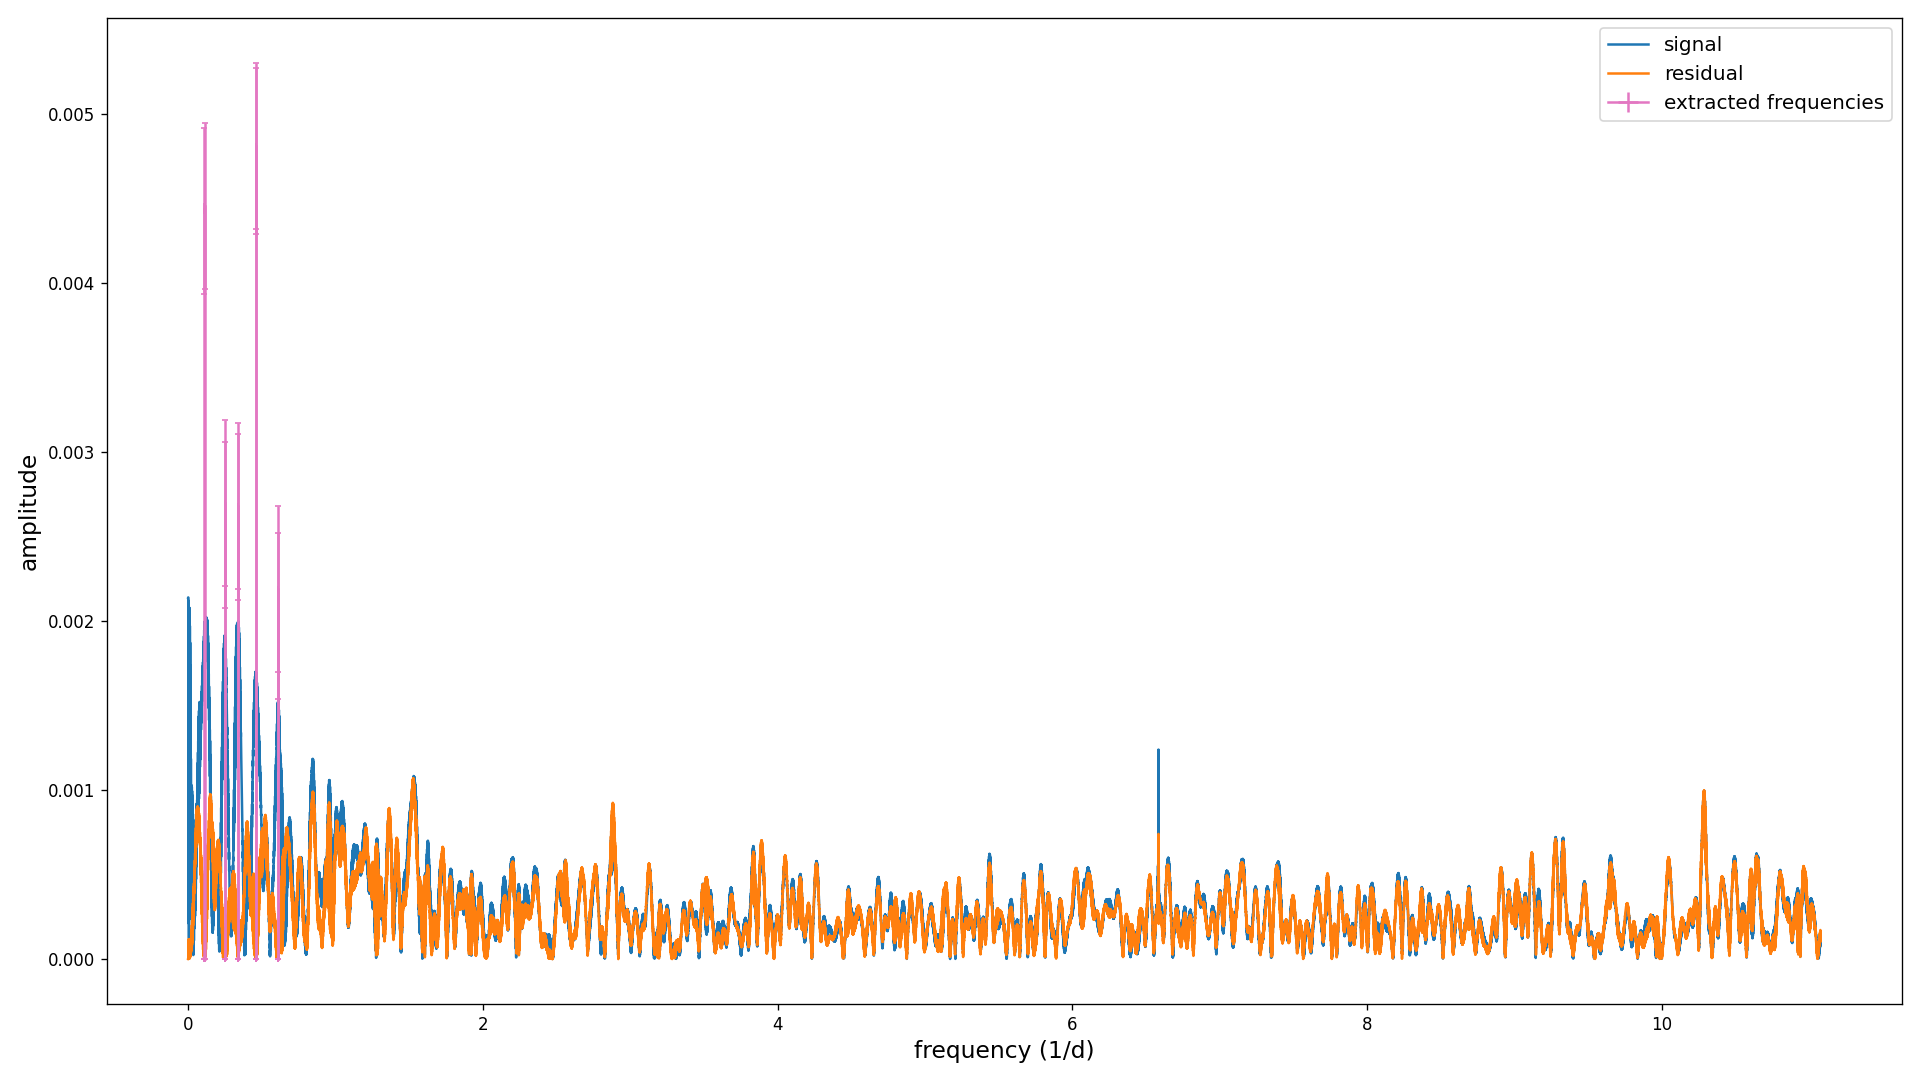 signal
residual
extracted frequencies
0.005
0.004
0.003
0.002
0.001
0.000
amplitude
0 2 4 6 8 10
frequency (1/d)